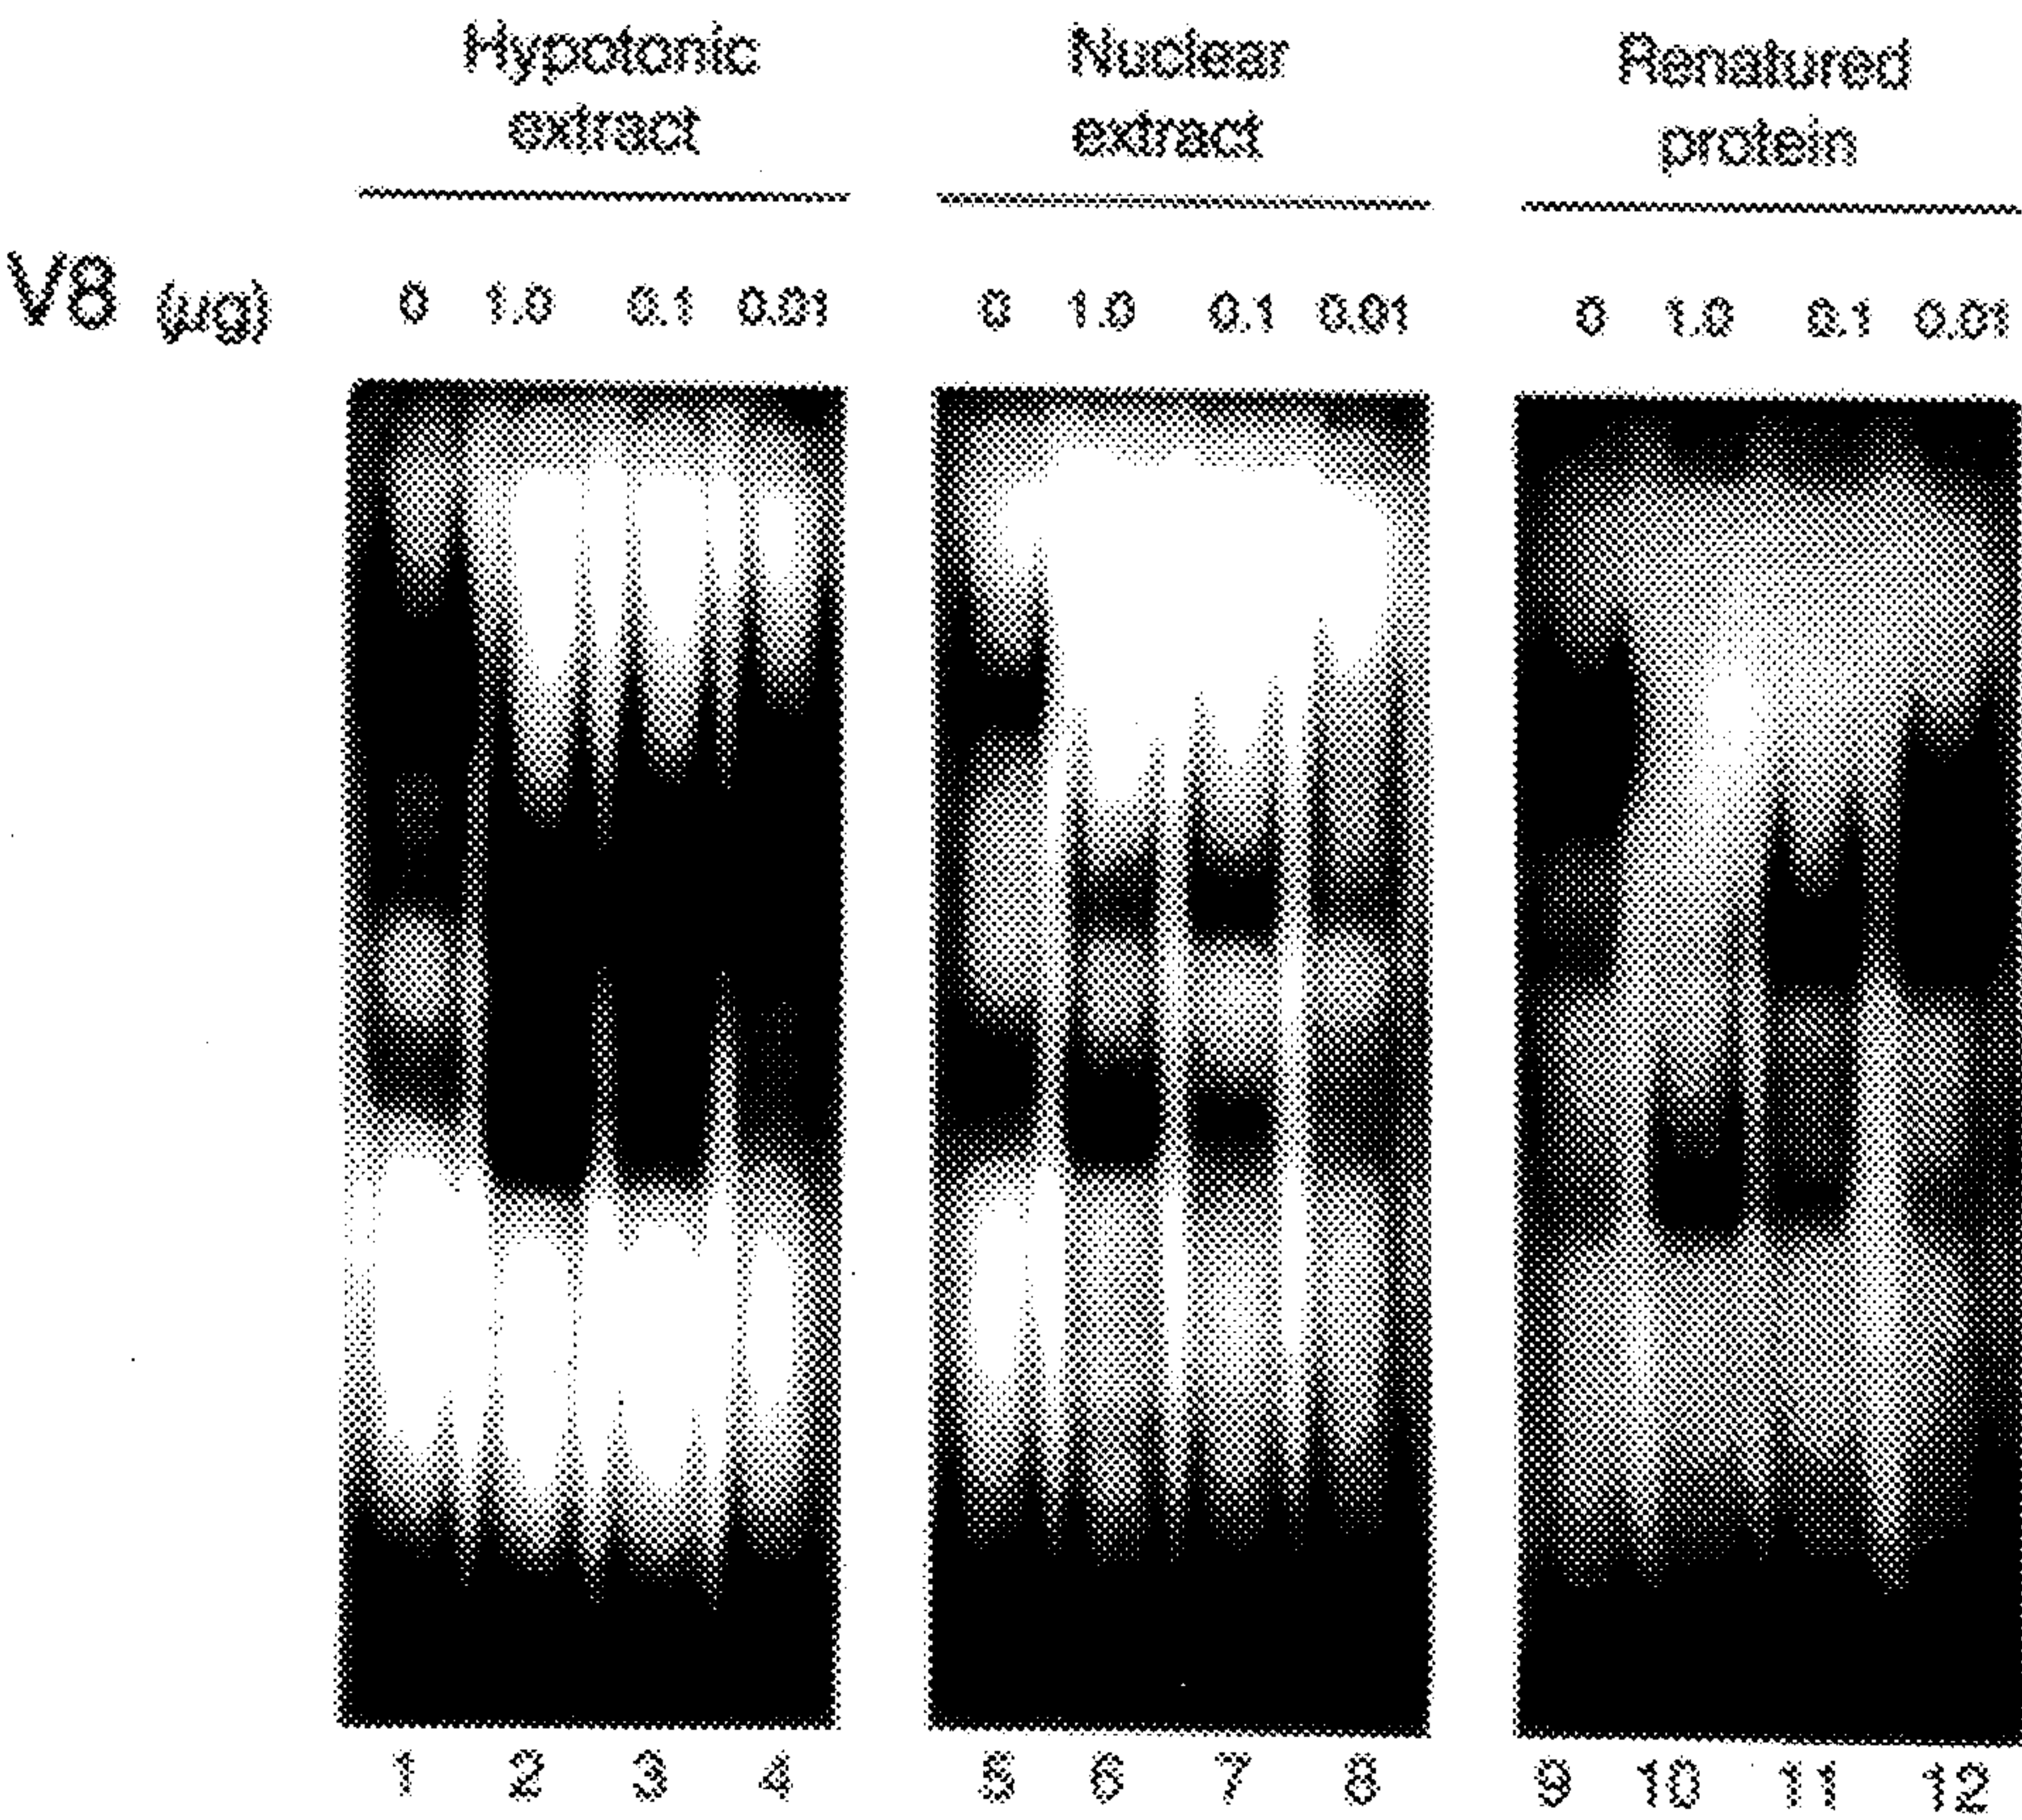 Hypotonic extract
Nuclear extract
Renatured protein
V8 (µg) 0 1.0 0.1 0.01 0 1.0 0.1 0.01 0 1.0 0.1 0.01
1 2 3 4 5 6 7 8 9 10 11 12